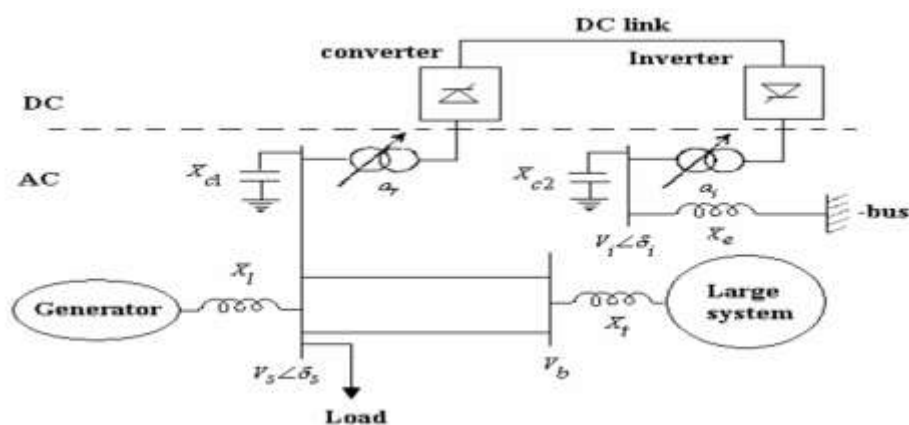 DC link
converter
Inverter
DC
AC
X_c1
a_r
X_c2
a_i
-bus
V_i∠δ_i
X_e
X_l
Generator
Large
system
X_t
V_s∠δ_s
V_b
Load